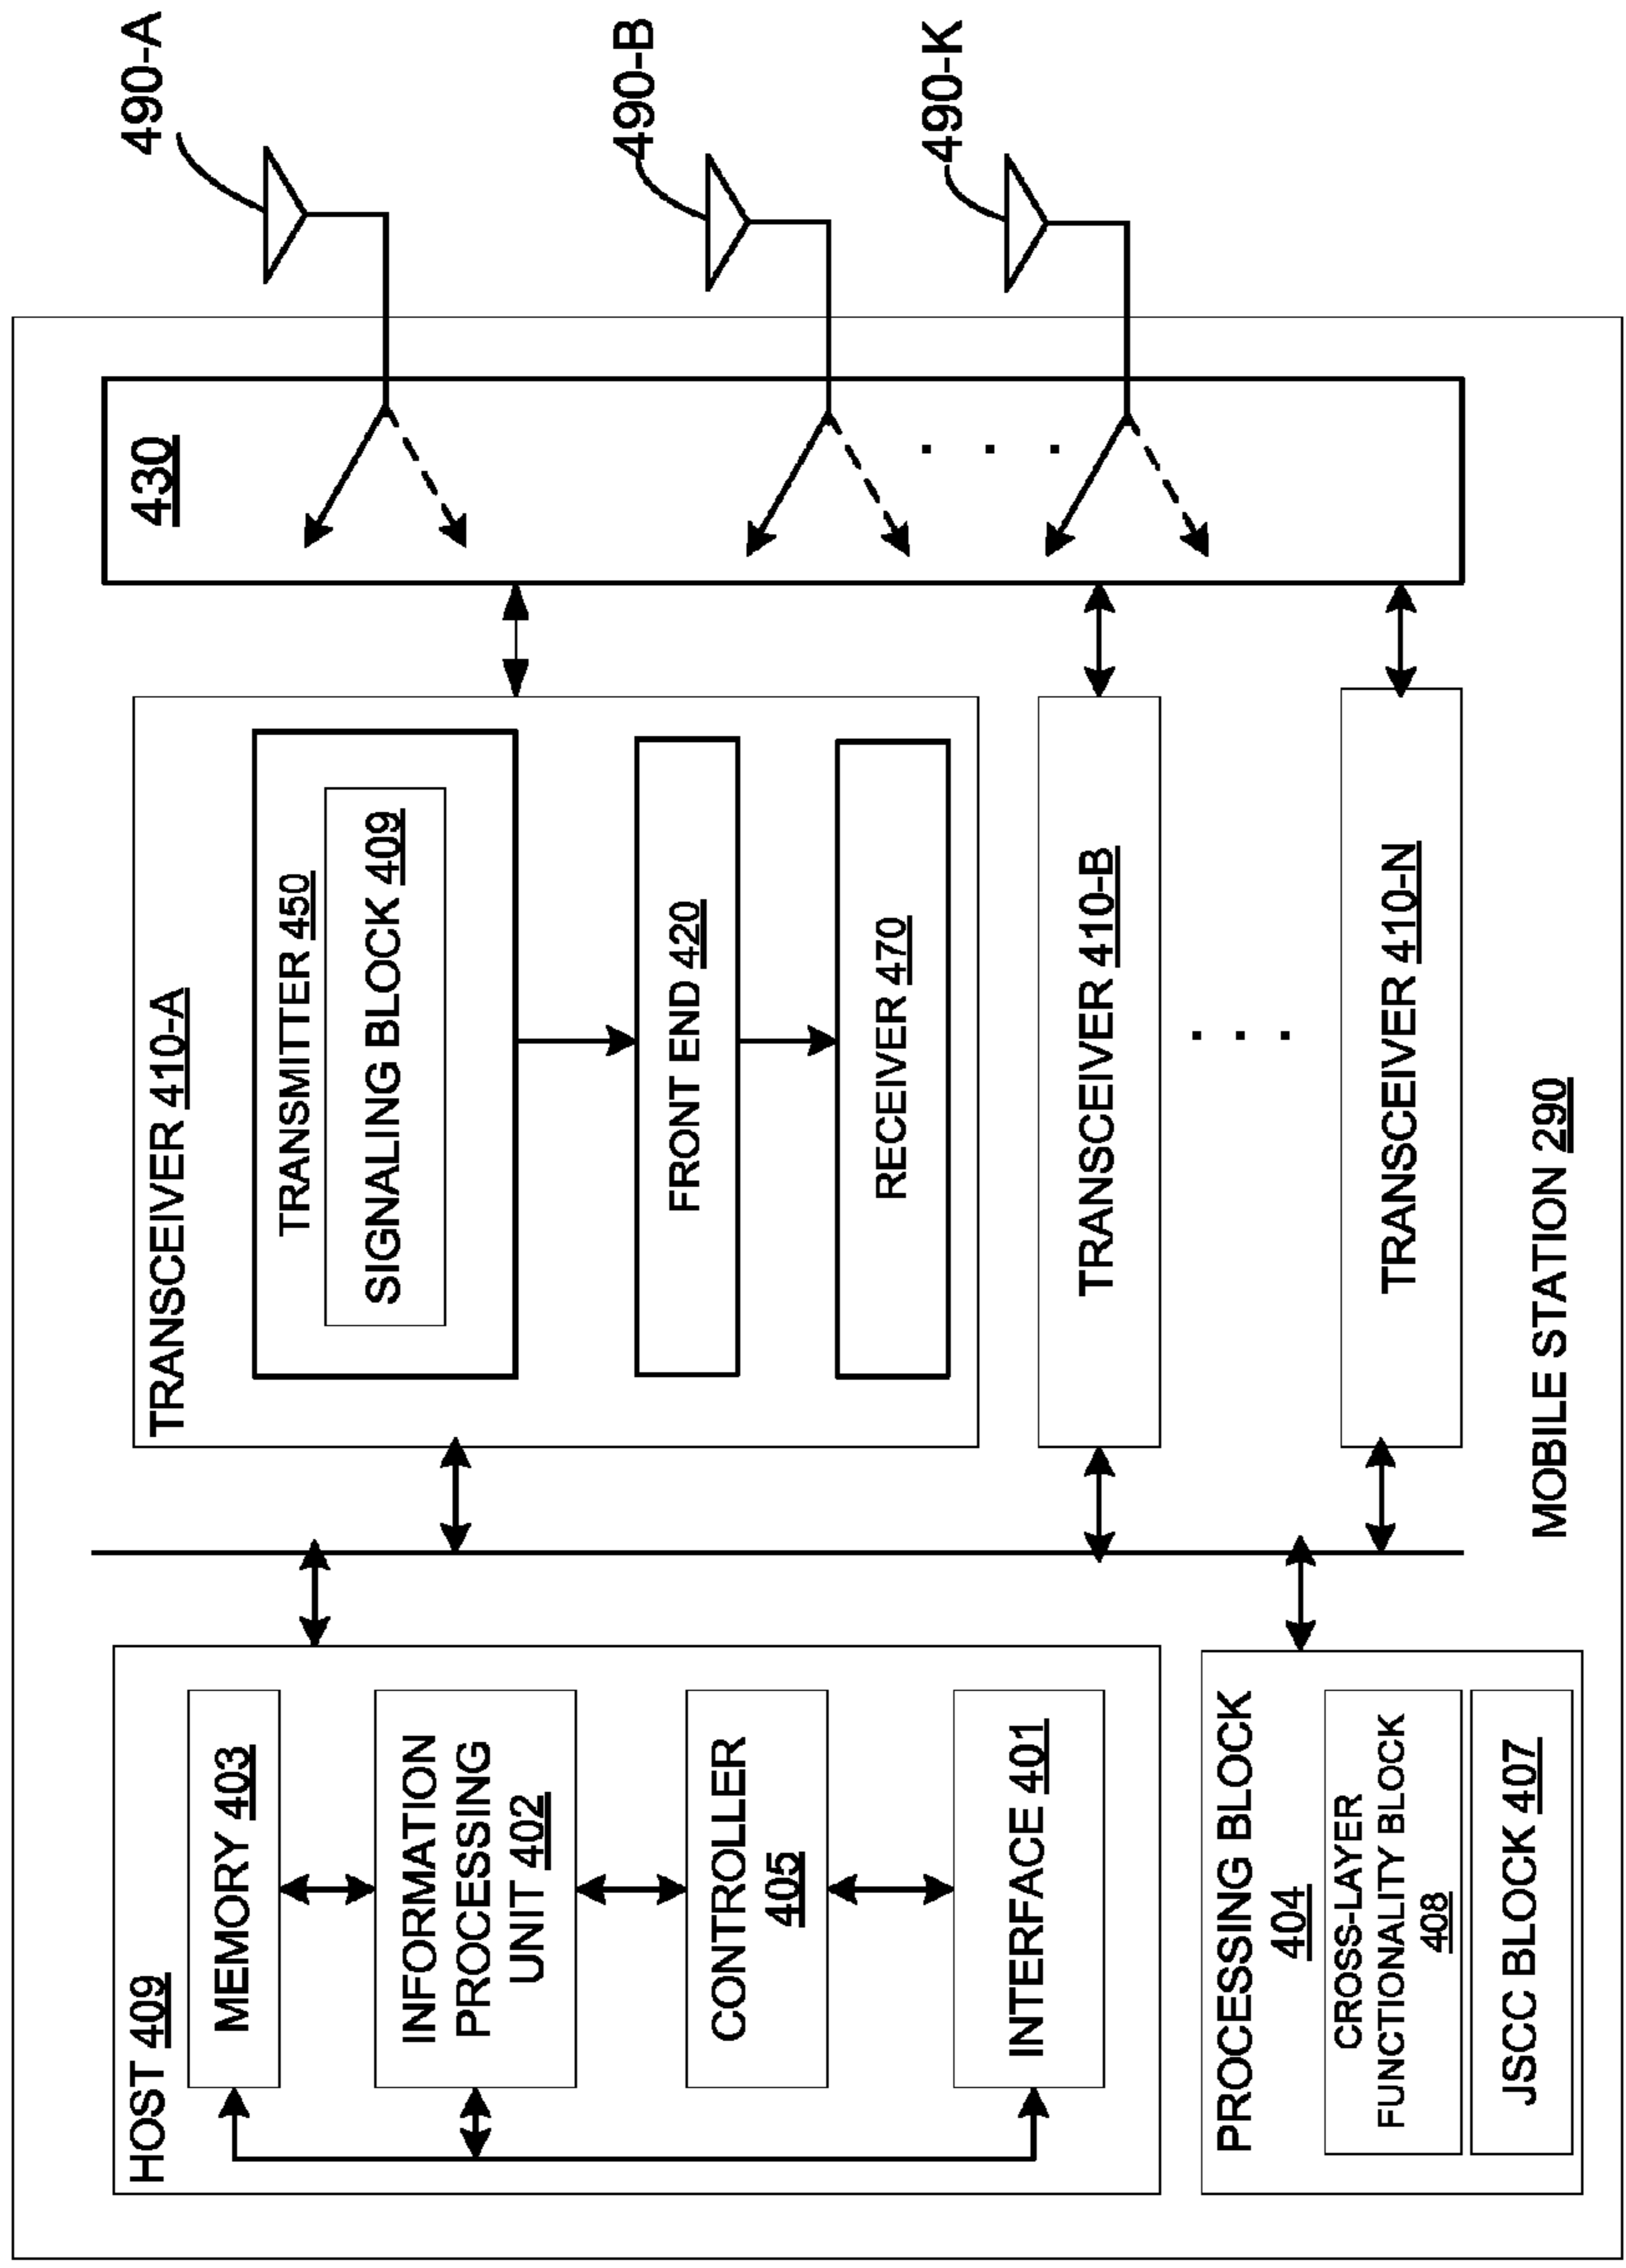 HOST 409
MEMORY 403
INFORMATION
PROCESSING
UNIT 402
CONTROLLER
405
INTERFACE 401
PROCESSING BLOCK
404
CROSS-LAYER
FUNCTIONALITY BLOCK
408
JSCC BLOCK 407
TRANSCEIVER 410-A
TRANSMITTER 450
SIGNALING BLOCK 409
FRONT END 420
RECEIVER 470
TRANSCEIVER 410-B
. . .
TRANSCEIVER 410-N
MOBILE STATION 290
430
. . .
490-A
490-B
490-K